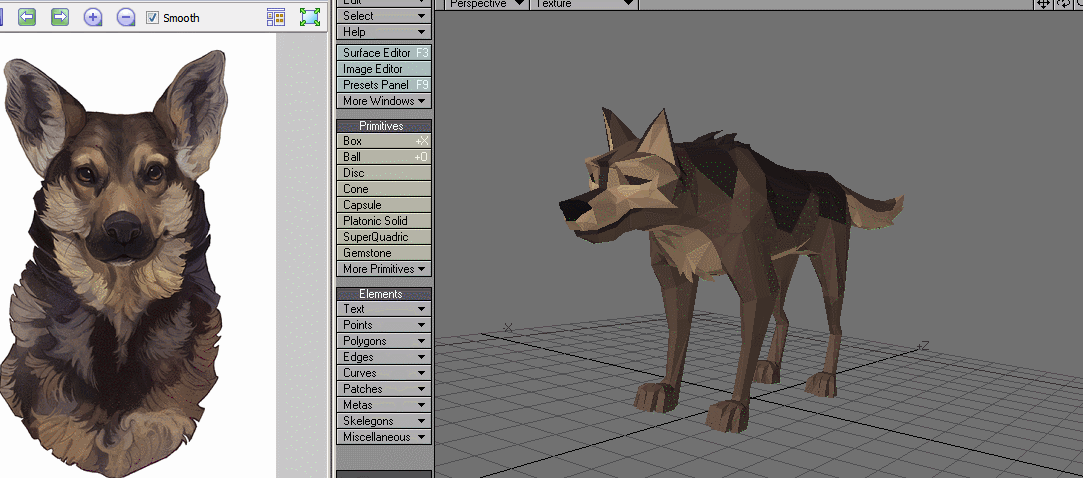 Smooth
Edit
Select
Help
Surface Editor F3
Image Editor
Presets Panel F9
More Windows
Primitives
Box +X
Ball +O
Disc
Cone
Capsule
Platonic Solid
SuperQuadric
Gemstone
More Primitives
Elements
Text
Points
Polygons
Edges
Curves
Patches
Metas
Skelegons
Miscellaneous
Perspective Texture
X
+Z